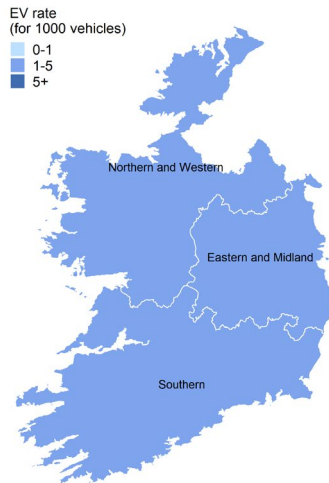 EV rate
(for 1000 vehicles)
0-1
1-5
5+
Northern and Western
Eastern and Midland
Southern